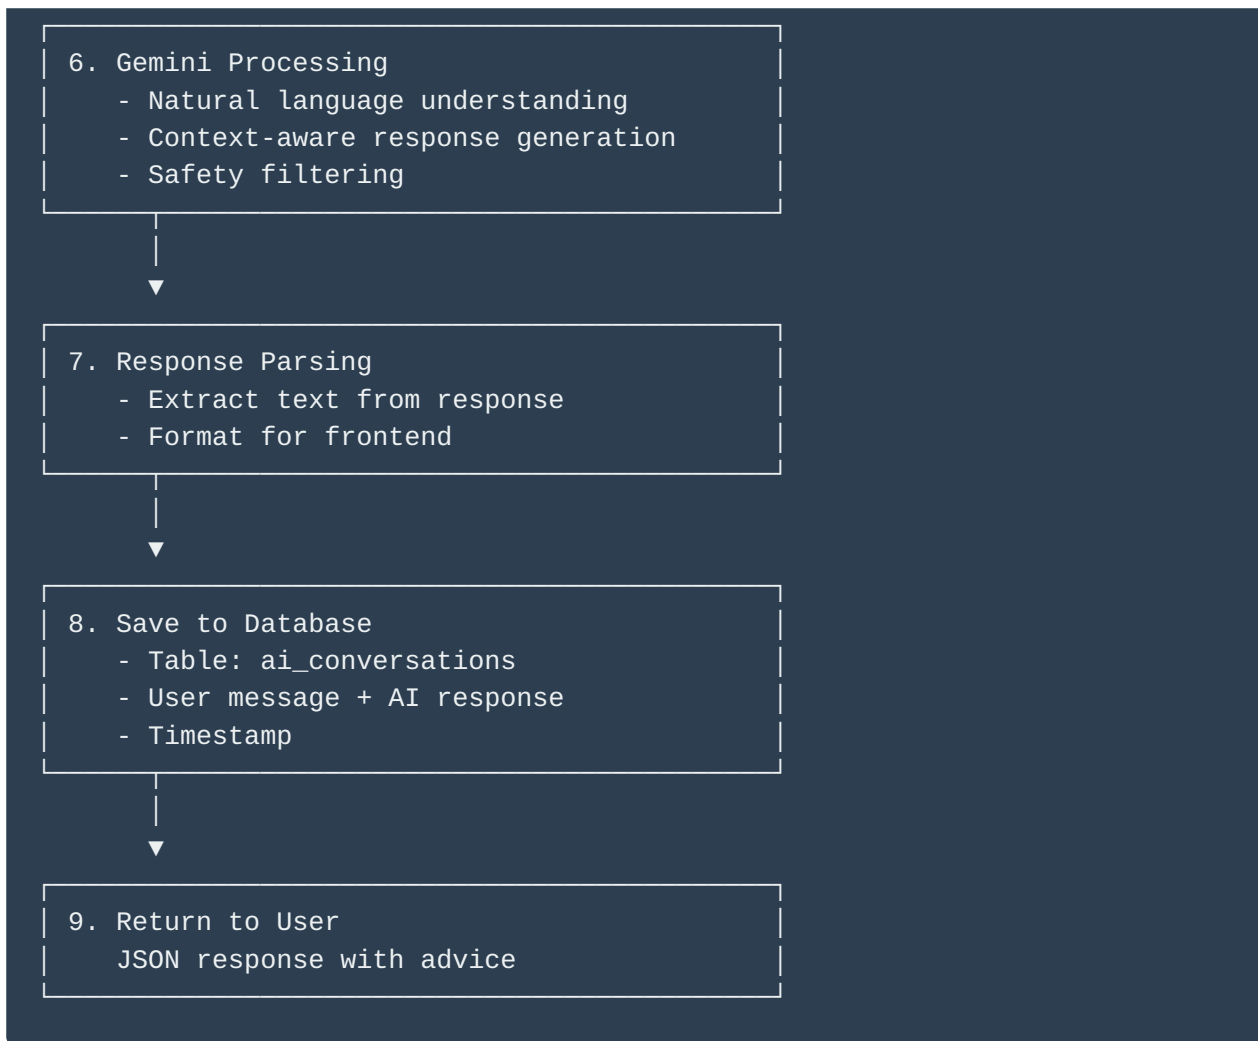 6. Gemini Processing
- Natural language understanding
- Context-aware response generation
- Safety filtering
7. Response Parsing
- Extract text from response
- Format for frontend
8. Save to Database
- Table: ai_conversations
- User message + AI response
- Timestamp
9. Return to User
JSON response with advice